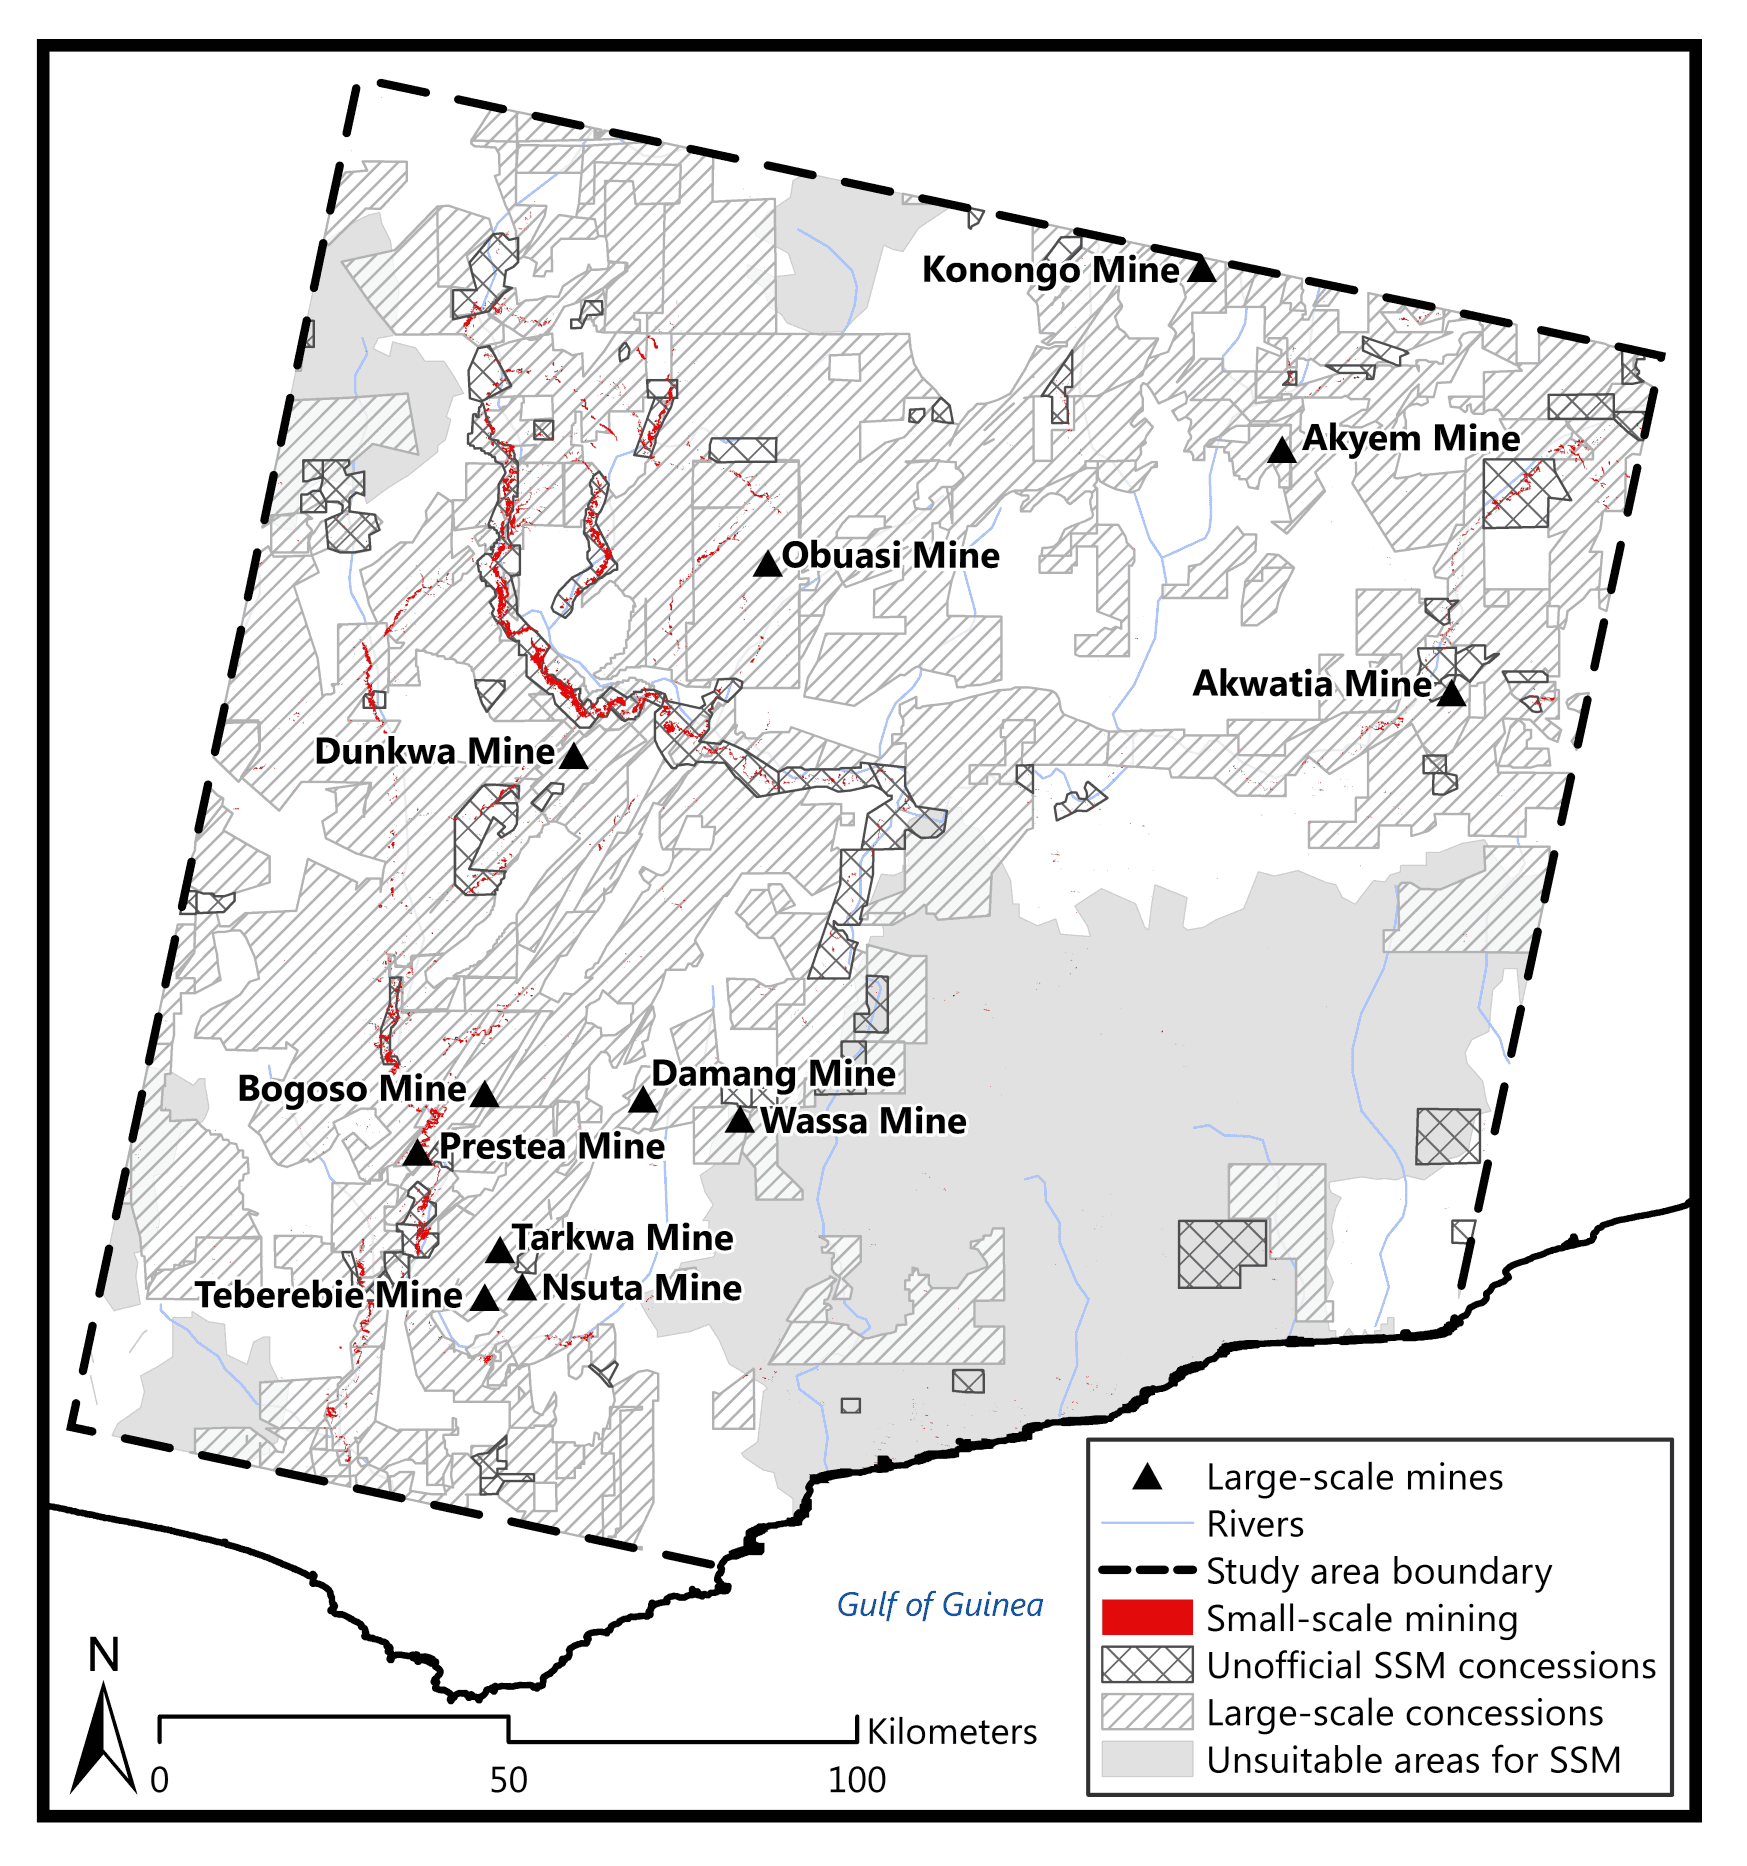 Konongo Mine
Akyem Mine
Obuasi Mine
Akwatia Mine
Dunkwa Mine
Damang Mine
Bogoso Mine
Wassa Mine
Prestea Mine
Tarkwa Mine
Nsuta Mine
Teberebie Mine
Gulf of Guinea
N
Kilometers
0
50
100
Large-scale mines
Rivers
Study area boundary
Small-scale mining
Unofficial SSM concessions
Large-scale concessions
Unsuitable areas for SSM